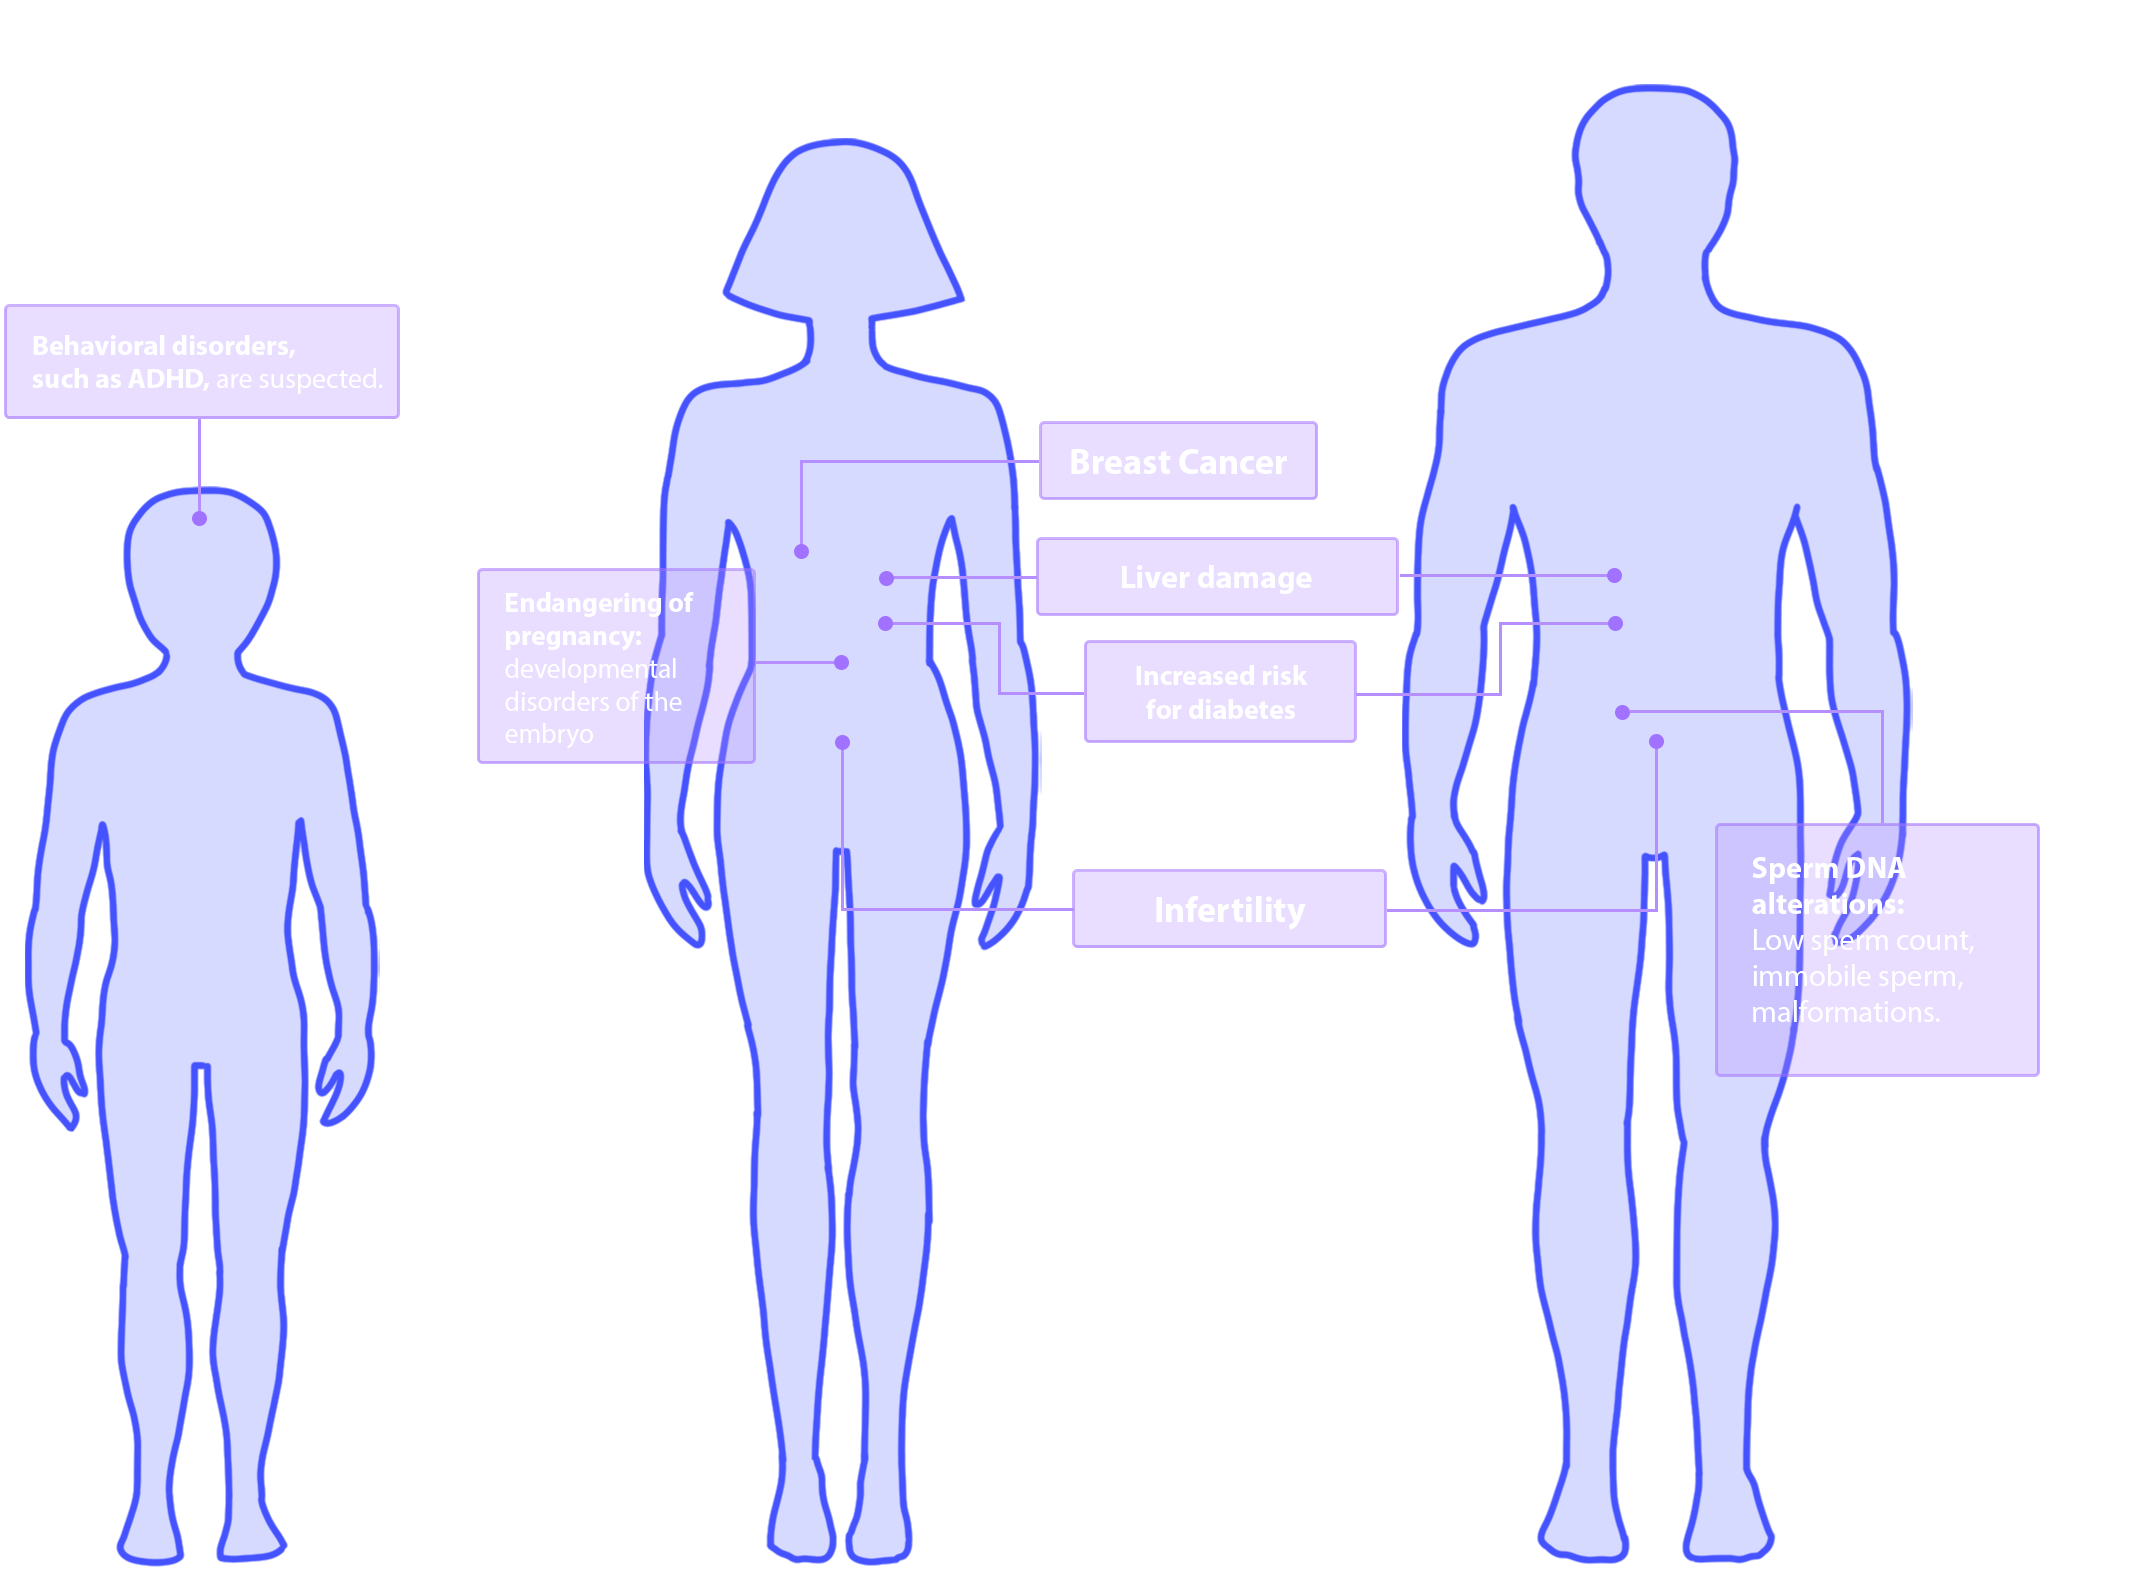 Behavioral disorders,
such as ADHD, are suspected.
Breast Cancer
Liver damage
Endangering of
pregnancy:
developmental
disorders of the
embryo
Increased risk
for diabetes
Infertility
Sperm DNA
alterations:
Low sperm count,
immobile sperm,
malformations.